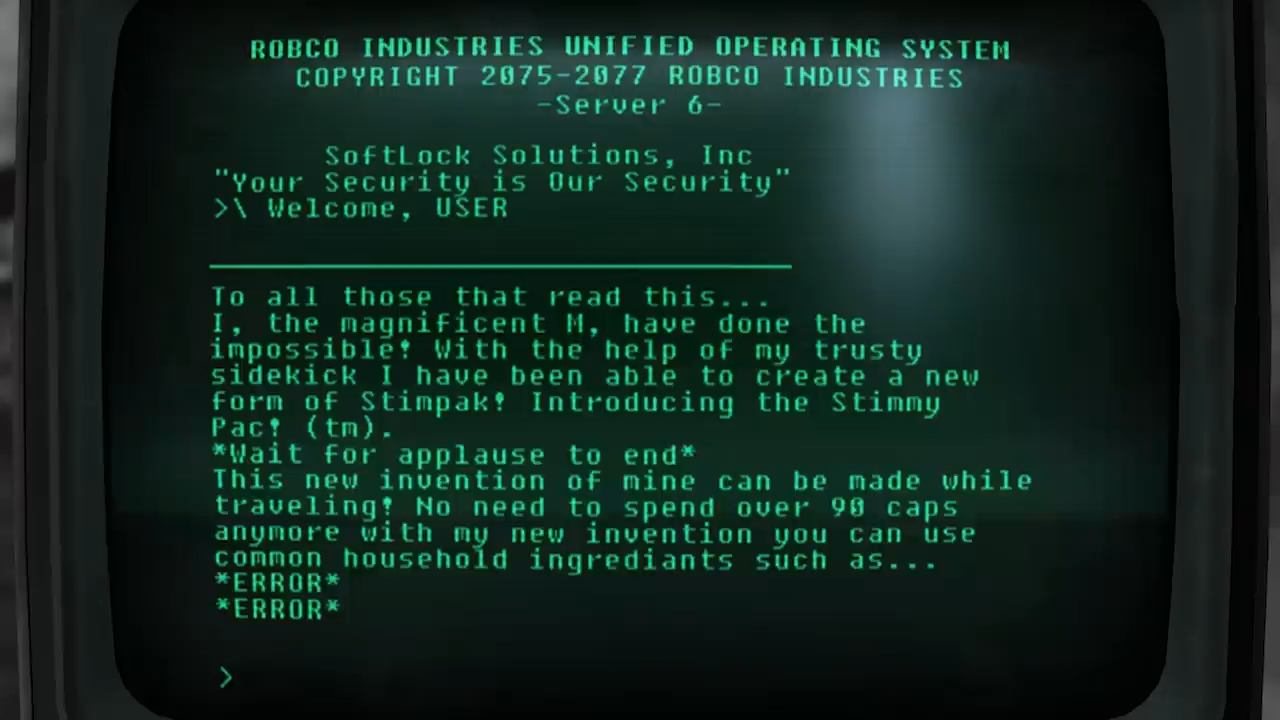 ROBCO INDUSTRIES UNIFIED OPERATING SYSTEM
COPYRIGHT 2075-2077 ROBCO INDUSTRIES
-Server 6-
SoftLock Solutions, Inc
"Your Security is Our Security"
>\ Welcome, USER
To all those that read this...
I, the magnificent M, have done the
impossible! With the help of my trusty
sidekick I have been able to create a new
form of Stimpak! Introducing the Stimmy
Pac! (tm).
*Wait for applause to end*
This new invention of mine can be made while
traveling! No need to spend over 90 caps
anymore with my new invention you can use
common household ingrediants such as...
*ERROR*
*ERROR*
>